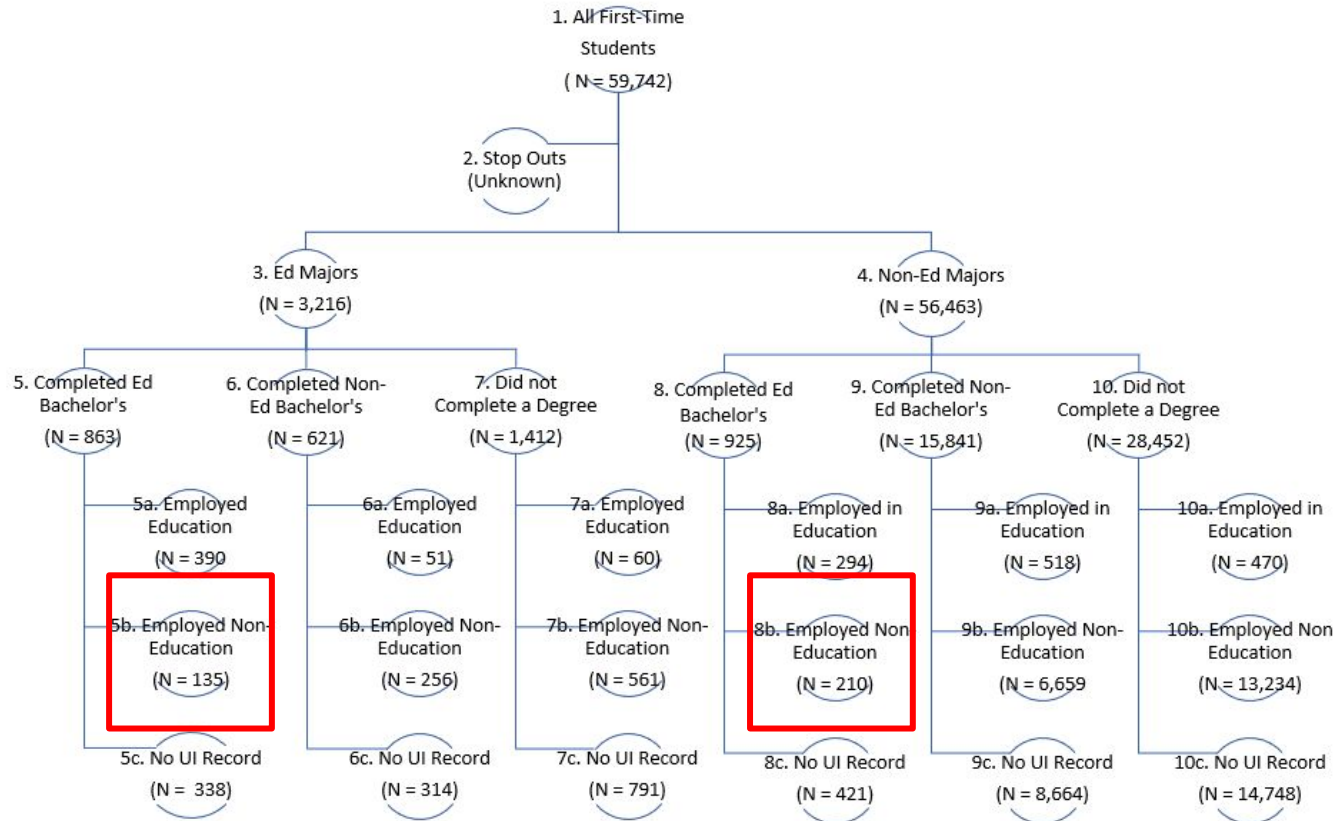 1. All First-Time
Students
( N = 59,742)
2. Stop Outs
(Unknown)
3. Ed Majors
(N = 3,216)
4. Non-Ed Majors
(N = 56,463)
5. Completed Ed
Bachelor's
(N = 863)
6. Completed Non-
Ed Bachelor's
(N = 621)
7. Did not
Complete a Degree
(N = 1,412)
8. Completed Ed
Bachelor's
(N = 925)
9. Completed Non-
Ed Bachelor's
(N = 15,841)
10. Did not
Complete a Degree
(N = 28,452)
5a. Employed
Education
(N = 390
6a. Employed
Education
(N = 51)
7a. Employed
Education
(N = 60)
8a. Employed in
Education
(N = 294)
9a. Employed in
Education
(N = 518)
10a. Employed in
Education
(N = 470)
5b. Employed Non-
Education
(N = 135)
6b. Employed Non-
Education
(N = 256)
7b. Employed Non-
Education
(N = 561)
8b. Employed Non-
Education
(N = 210)
9b. Employed Non-
Education
(N = 6,659
10b. Employed Non-
Education
(N = 13,234)
5c. No UI Record
(N =  338)
6c. No UI Record
(N = 314)
7c. No UI Record
(N = 791)
8c. No UI Record
(N = 421)
9c. No UI Record
(N = 8,664)
10c. No UI Record
(N = 14,748)